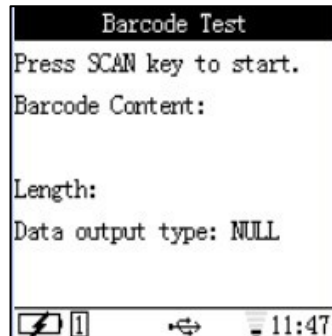 Barcode Test
Press SCAN key to start.
Barcode Content:
Length:
Data output type: NULL
1 11:47